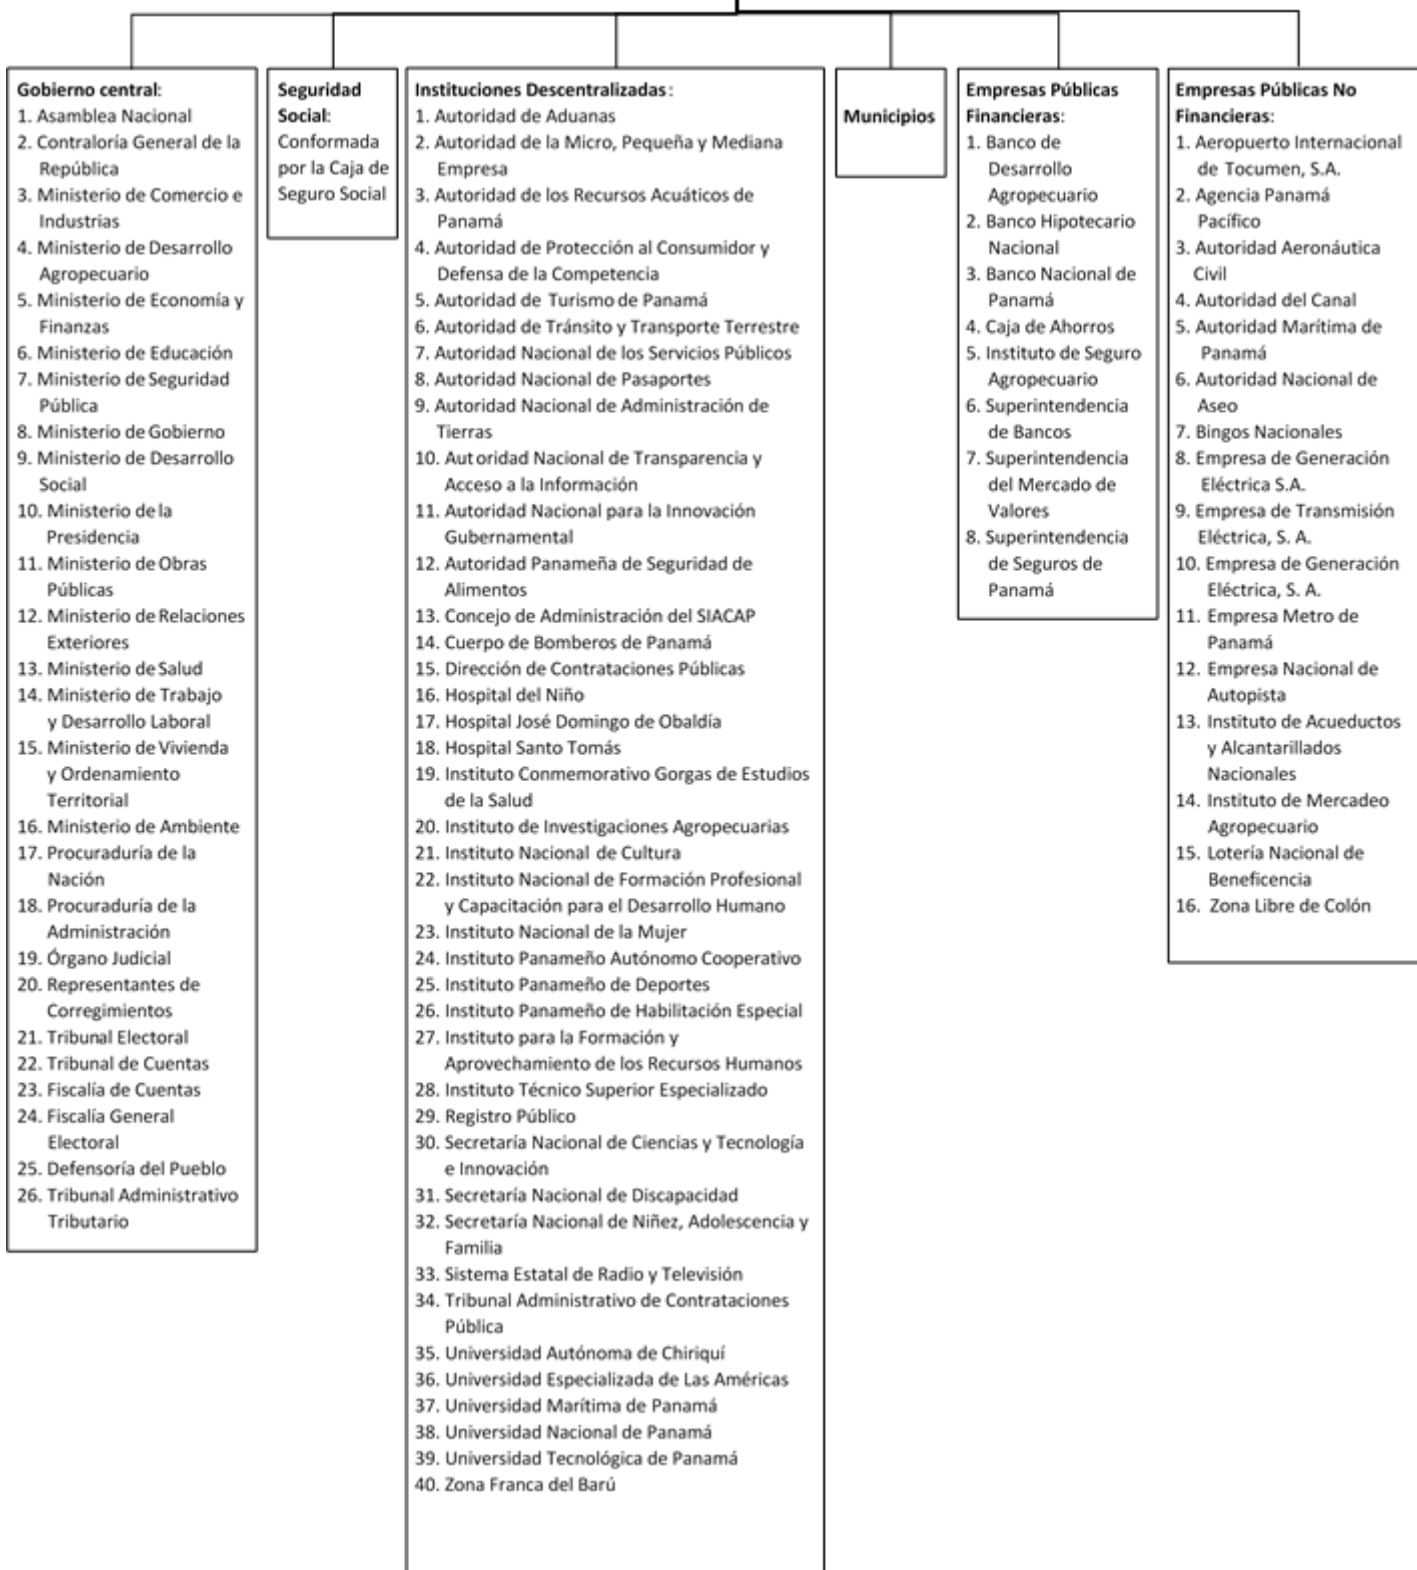 Gobierno central:
1. Asamblea Nacional
2. Contraloría General de la
República
3. Ministerio de Comercio e
Industrias
4. Ministerio de Desarrollo
Agropecuario
5. Ministerio de Economía y
Finanzas
6. Ministerio de Educación
7. Ministerio de Seguridad
Pública
8. Ministerio de Gobierno
9. Ministerio de Desarrollo
Social
10. Ministerio de la
Presidencia
11. Ministerio de Obras
Públicas
12. Ministerio de Relaciones
Exteriores
13. Ministerio de Salud
14. Ministerio de Trabajo
y Desarrollo Laboral
15. Ministerio de Vivienda
y Ordenamiento
Territorial
16. Ministerio de Ambiente
17. Procuraduría de la
Nación
18. Procuraduría de la
Administración
19. Órgano Judicial
20. Representantes de
Corregimientos
21. Tribunal Electoral
22. Tribunal de Cuentas
23. Fiscalía de Cuentas
24. Fiscalía General
Electoral
25. Defensoría del Pueblo
26. Tribunal Administrativo
Tributario
Seguridad
Social:
Conformada
por la Caja de
Seguro Social
Instituciones Descentralizadas:
1. Autoridad de Aduanas
2. Autoridad de la Micro, Pequeña y Mediana
Empresa
3. Autoridad de los Recursos Acuáticos de
Panamá
4. Autoridad de Protección al Consumidor y
Defensa de la Competencia
5. Autoridad de Turismo de Panamá
6. Autoridad de Tránsito y Transporte Terrestre
7. Autoridad Nacional de los Servicios Públicos
8. Autoridad Nacional de Pasaportes
9. Autoridad Nacional de Administración de
Tierras
10. Autoridad Nacional de Transparencia y
Acceso a la Información
11. Autoridad Nacional para la Innovación
Gubernamental
12. Autoridad Panameña de Seguridad de
Alimentos
13. Concejo de Administración del SIACAP
14. Cuerpo de Bomberos de Panamá
15. Dirección de Contrataciones Públicas
16. Hospital del Niño
17. Hospital José Domingo de Obaldía
18. Hospital Santo Tomás
19. Instituto Conmemorativo Gorgas de Estudios
de la Salud
20. Instituto de Investigaciones Agropecuarias
21. Instituto Nacional de Cultura
22. Instituto Nacional de Formación Profesional
y Capacitación para el Desarrollo Humano
23. Instituto Nacional de la Mujer
24. Instituto Panameño Autónomo Cooperativo
25. Instituto Panameño de Deportes
26. Instituto Panameño de Habilitación Especial
27. Instituto para la Formación y
Aprovechamiento de los Recursos Humanos
28. Instituto Técnico Superior Especializado
29. Registro Público
30. Secretaría Nacional de Ciencias y Tecnología
e Innovación
31. Secretaría Nacional de Discapacidad
32. Secretaría Nacional de Niñez, Adolescencia y
Familia
33. Sistema Estatal de Radio y Televisión
34. Tribunal Administrativo de Contrataciones
Pública
35. Universidad Autónoma de Chiriquí
36. Universidad Especializada de Las Américas
37. Universidad Marítima de Panamá
38. Universidad Nacional de Panamá
39. Universidad Tecnológica de Panamá
40. Zona Franca del Barú
Municipios
Empresas Públicas
Financieras:
1. Banco de
Desarrollo
Agropecuario
2. Banco Hipotecario
Nacional
3. Banco Nacional de
Panamá
4. Caja de Ahorros
5. Instituto de Seguro
Agropecuario
6. Superintendencia
de Bancos
7. Superintendencia
del Mercado de
Valores
8. Superintendencia
de Seguros de
Panamá
Empresas Públicas No
Financieras:
1. Aeropuerto Internacional
de Tocumen, S.A.
2. Agencia Panamá
Pacífico
3. Autoridad Aeronáutica
Civil
4. Autoridad del Canal
5. Autoridad Marítima de
Panamá
6. Autoridad Nacional de
Aseo
7. Bingos Nacionales
8. Empresa de Generación
Eléctrica S.A.
9. Empresa de Transmisión
Eléctrica, S. A.
10. Empresa de Generación
Eléctrica, S. A.
11. Empresa Metro de
Panamá
12. Empresa Nacional de
Autopista
13. Instituto de Acueductos
y Alcantarillados
Nacionales
14. Instituto de Mercadeo
Agropecuario
15. Lotería Nacional de
Beneficencia
16. Zona Libre de Colón